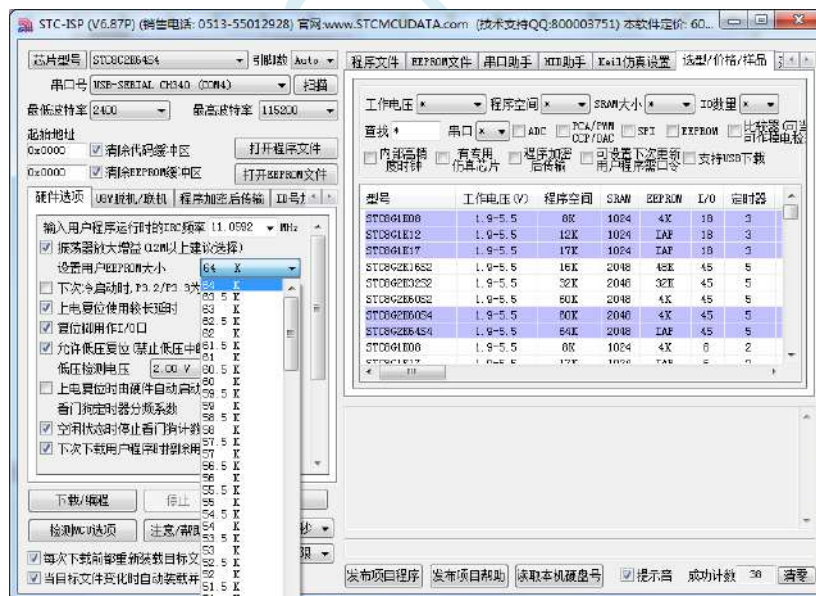 STC-ISP (V6.87P) (销售电话: 0513-55012928) 官网:www.STCMCUDATA.com (技术支持QQ:800003751) 本软件定价: 60...
芯片型号 STC8G2K64S4 引脚数 Auto
串口号 USB-SERIAL CH340 (COM4) 扫描
最低波特率 2400 最高波特率 115200
起始地址
0x0000 清除代码缓冲区 打开程序文件
0x0000 清除EEPROM缓冲区 打开EEPROM文件
硬件选项 U8W脱机/联机 程序加密后传输 ID号
输入用户程序运行时的IRC频率 11.0592 MHz
振荡器放大增益(12M以上建议选择)
设置用户EEPROM大小 64 K
下次冷启动时,P3.2/P3.3为
上电复位使用较长延时
复位脚用作I/O口
允许低压复位(禁止低压中
低压检测电压 2.00 V
上电复位时由硬件自动启动
看门狗定时器分频系数
空闲状态时停止看门狗计数
下次下载用户程序时擦除用
64 K
63.5 K
63 K
62.5 K
62 K
61.5 K
61 K
60.5 K
60 K
59.5 K
59 K
58.5 K
58 K
57.5 K
57 K
56.5 K
56 K
55.5 K
55 K
54.5 K
54 K
53.5 K
53 K
52.5 K
52 K
51.5 K
下载/编程 停止
检测MCU选项 注意/帮助 秒
每次下载前都重新装载目标文 限
当目标文件变化时自动装载并
程序文件 EEPROM文件 串口助手 HID助手 Keil仿真设置 选型/价格/样品
工作电压 * 程序空间 * SRAM大小 * IO数量 *
查找 * 串口 * ADC PCA/PWM CCP/DAC SPI EEPROM 比较器(可当
可作掉电检
内部高精度时钟 有专用仿真芯片 程序加密后传输 可设置下次更新用户程序需口令 支持USB下载
型号 工作电压(V) 程序空间 SRAM EEPROM I/O 定时器
STC8G1K08 1.9-5.5 8K 1024 4K 18 3
STC8G1K12 1.9-5.5 12K 1024 IAP 18 3
STC8G1K17 1.9-5.5 17K 1024 IAP 18 3
STC8G2K16S2 1.9-5.5 16K 2048 48K 45 5
STC8G2K32S2 1.9-5.5 32K 2048 32K 45 5
STC8G2K60S2 1.9-5.5 60K 2048 4K 45 5
STC8G2K60S4 1.9-5.5 60K 2048 4K 45 5
STC8G2K64S4 1.9-5.5 64K 2048 IAP 45 5
STC8G1K08 1.9-5.5 8K 1024 4K 6 2
发布项目程序 发布项目帮助 读取本机硬盘号 提示音 成功计数 38 清零